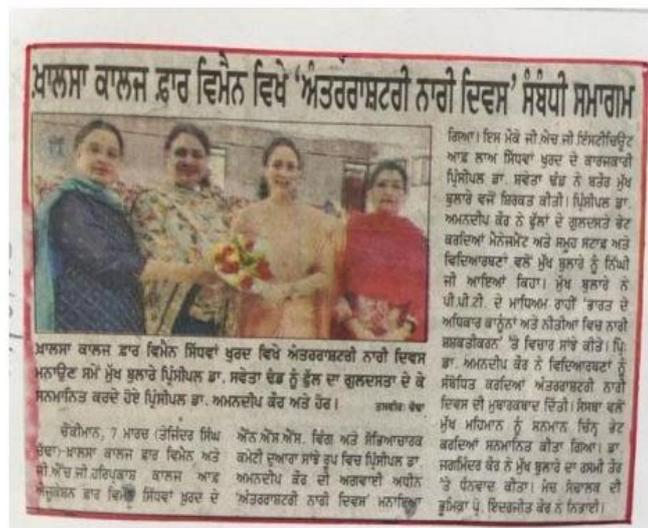 ਖ਼ਾਲਸਾ ਕਾਲਜ ਫ਼ਾਰ ਵਿਮੈਨ ਵਿਖੇ 'ਅੰਤਰਰਾਸ਼ਟਰੀ ਨਾਰੀ ਦਿਵਸ' ਸੰਬੰਧੀ ਸਮਾਗਮ
ਖ਼ਾਲਸਾ ਕਾਲਜ ਫ਼ਾਰ ਵਿਮੈਨ ਸਿੱਧਵਾਂ ਖੁਰਦ ਵਿਖੇ ਅੰਤਰਰਾਸ਼ਟਰੀ ਨਾਰੀ ਦਿਵਸ
ਮਨਾਉਣ ਸਮੇਂ ਮੁੱਖ ਬੁਲਾਰੇ ਪ੍ਰਿੰਸੀਪਲ ਡਾ. ਸਵੇਤਾ ਢੰਡ ਨੂੰ ਫੁੱਲ ਦਾ ਗੁਲਦਸਤਾ ਦੇ ਕੇ
ਸਨਮਾਨਿਤ ਕਰਦੇ ਹੋਏ ਪ੍ਰਿੰਸੀਪਲ ਡਾ. ਅਮਨਦੀਪ ਕੌਰ ਅਤੇ ਹੋਰ।
ਤਸਵੀਰ: ਚੱਢਾ
ਚੌਕੀਮਾਨ, 7 ਮਾਰਚ (ਤੇਜਿੰਦਰ ਸਿੰਘ
ਚੱਢਾ)-ਖ਼ਾਲਸਾ ਕਾਲਜ ਫ਼ਾਰ ਵਿਮੈਨ ਅਤੇ
ਜੀ.ਐੱਚ.ਜੀ.ਹਰਿਪ੍ਰਕਾਸ਼ ਕਾਲਜ ਆਫ਼
ਐਜੂਕੇਸ਼ਨ ਫ਼ਾਰ ਵਿਮੈਨ ਸਿੱਧਵਾਂ ਖੁਰਦ ਦੇ
ਐੱਨ.ਐੱਸ.ਐੱਸ. ਵਿੰਗ ਅਤੇ ਸੱਭਿਆਚਾਰਕ
ਕਮੇਟੀ ਦੁਆਰਾ ਸਾਂਝੇ ਰੂਪ ਵਿਚ ਪ੍ਰਿੰਸੀਪਲ ਡਾ.
ਅਮਨਦੀਪ ਕੌਰ ਦੀ ਅਗਵਾਈ ਅਧੀਨ
'ਅੰਤਰਰਾਸ਼ਟਰੀ ਨਾਰੀ ਦਿਵਸ' ਮਨਾਇਆ
ਗਿਆ। ਇਸ ਮੌਕੇ ਜੀ.ਐਚ.ਜੀ ਇੰਸਟੀਚਿਊਟ
ਆਫ਼ ਲਾਅ ਸਿੱਧਵਾਂ ਖੁਰਦ ਦੇ ਕਾਰਜਕਾਰੀ
ਪ੍ਰਿੰਸੀਪਲ ਡਾ. ਸਵੇਤਾ ਢੰਡ ਨੇ ਬਤੌਰ ਮੁੱਖ
ਬੁਲਾਰੇ ਵਜੋਂ ਸ਼ਿਰਕਤ ਕੀਤੀ। ਪ੍ਰਿੰਸੀਪਲ ਡਾ.
ਅਮਨਦੀਪ ਕੌਰ ਨੇ ਫੁੱਲਾਂ ਦੇ ਗੁਲਦਸਤੇ ਭੇਟ
ਕਰਦਿਆਂ ਮੈਨੇਜਮੈਂਟ ਅਤੇ ਸਮੂਹ ਸਟਾਫ਼ ਅਤੇ
ਵਿਦਿਆਰਥਣਾਂ ਵਲੋਂ ਮੁੱਖ ਬੁਲਾਰੇ ਨੂੰ ਨਿੱਘੀ
ਜੀ ਆਇਆਂ ਕਿਹਾ। ਮੁੱਖ ਬੁਲਾਰੇ ਨੇ
ਪੀ.ਪੀ.ਟੀ. ਦੇ ਮਾਧਿਅਮ ਰਾਹੀਂ 'ਭਾਰਤ ਦੇ
ਅਧਿਕਾਰ ਕਾਨੂੰਨਾਂ ਅਤੇ ਨੀਤੀਆਂ ਵਿਚ ਨਾਰੀ
ਸਸ਼ਕਤੀਕਰਨ' 'ਤੇ ਵਿਚਾਰ ਸਾਂਝੇ ਕੀਤੇ। ਪ੍ਰਿੰ:
ਡਾ. ਅਮਨਦੀਪ ਕੌਰ ਨੇ ਵਿਦਿਆਰਥਣਾਂ ਨੂੰ
ਸੰਬੋਧਿਤ ਕਰਦਿਆਂ ਅੰਤਰਰਾਸ਼ਟਰੀ ਨਾਰੀ
ਦਿਵਸ ਦੀ ਮੁਬਾਰਕਬਾਦ ਦਿੱਤੀ। ਸੰਸਥਾ ਵਲੋਂ
ਮੁੱਖ ਮਹਿਮਾਨ ਨੂੰ ਸਨਮਾਨ ਚਿੰਨ੍ਹ ਭੇਟ
ਕਰਦਿਆਂ ਸਨਮਾਨਿਤ ਕੀਤਾ ਗਿਆ। ਡਾ.
ਜਗਮਿੰਦਰ ਕੌਰ ਨੇ ਮੁੱਖ ਬੁਲਾਰੇ ਦਾ ਰਸਮੀ ਤੌਰ
'ਤੇ ਧੰਨਵਾਦ ਕੀਤਾ। ਮੰਚ ਸੰਚਾਲਕ ਦੀ
ਭੂਮਿਕਾ ਪ੍ਰੋ. ਇੰਦਰਜੀਤ ਕੌਰ ਨੇ ਨਿਭਾਈ।